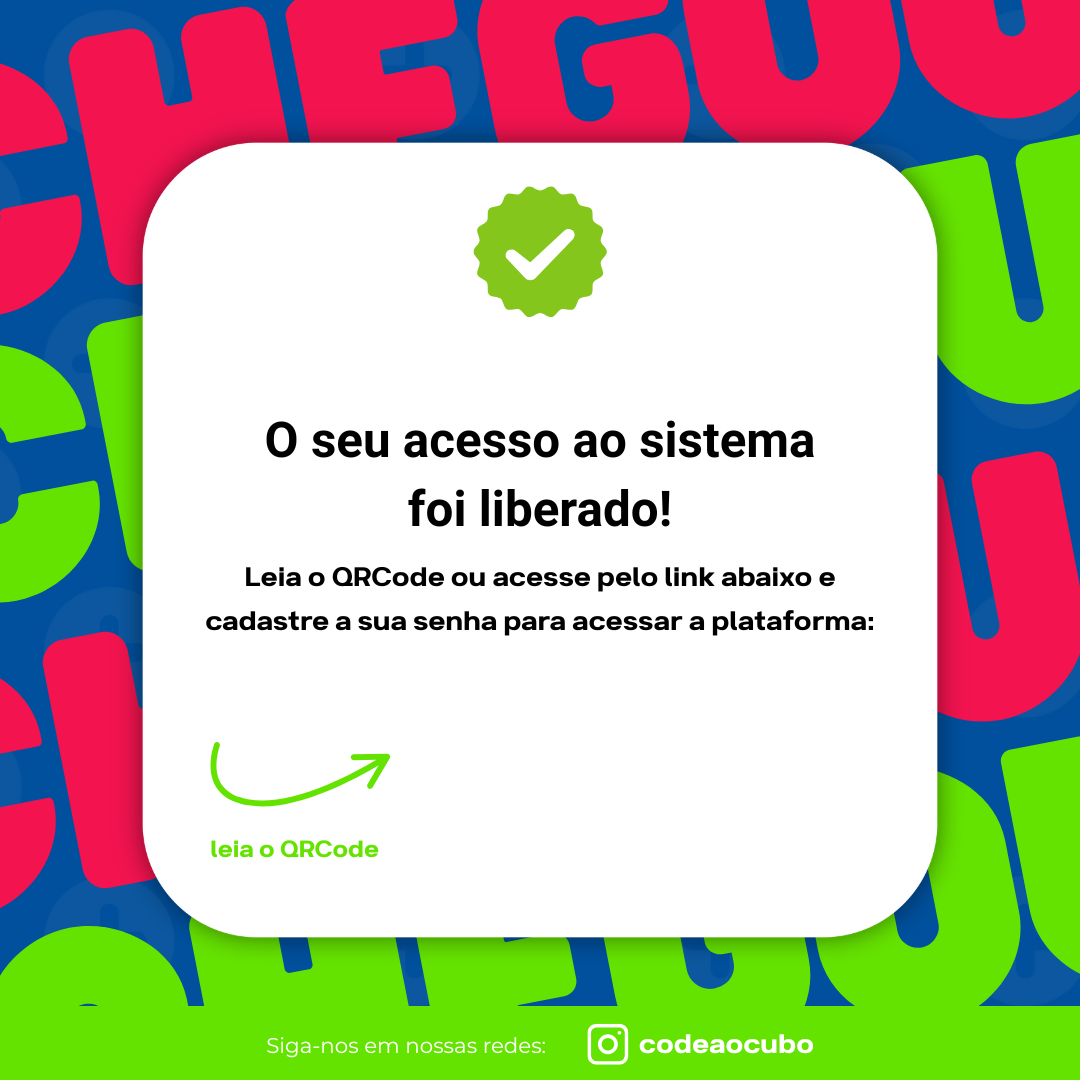 CHEGOU
O seu acesso ao sistema
foi liberado!
Leia o QRCode ou acesse pelo link abaixo e
cadastre a sua senha para acessar a plataforma:
leia o QRCode
CHEGOU
Siga-nos em nossas redes: codeaocubo